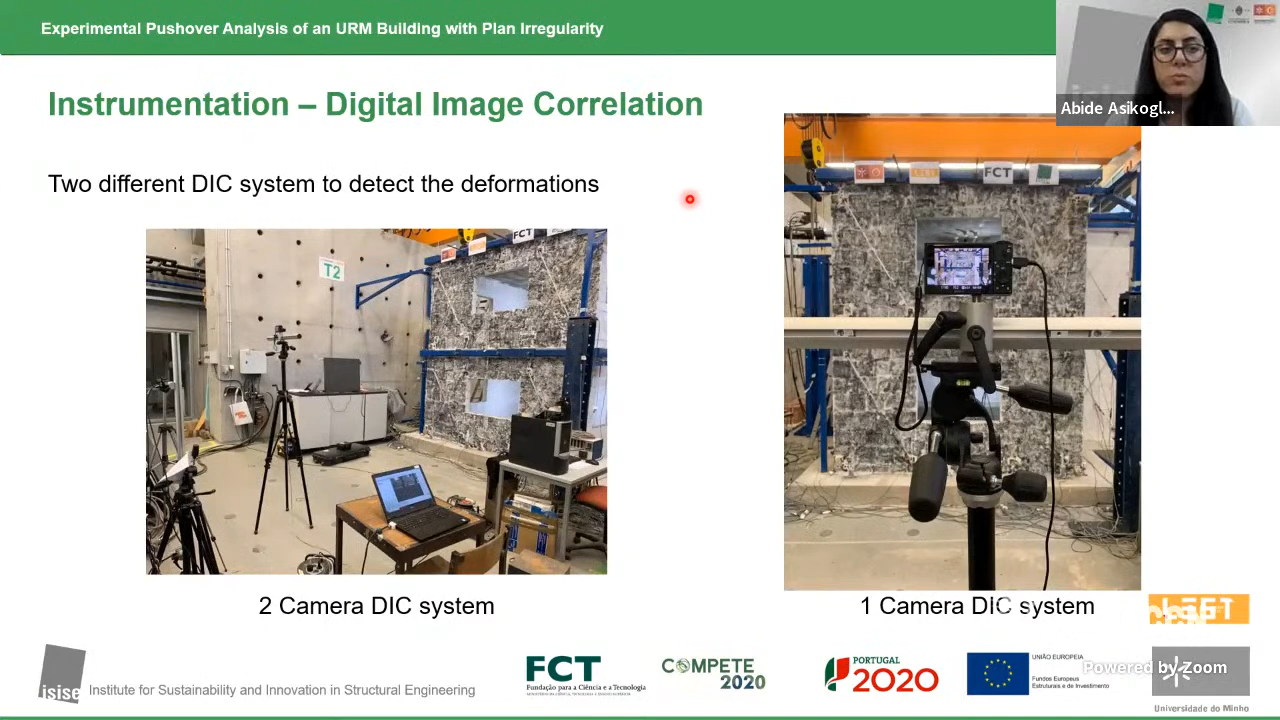 Experimental Pushover Analysis of an URM Building with Plan Irregularity
Abide Asikogl...
Instrumentation – Digital Image Correlation
Two different DIC system to detect the deformations
T2
FCT
FCT
2 Camera DIC system
1 Camera DIC system
isise
Institute for Sustainability and Innovation in Structural Engineering
FCT
Fundação para a Ciência e a Tecnologia
COMPETE
2020
PORTUGAL
2020
UNIÃO EUROPEIA
Fundos Europeus
Estruturais e de Investimento
Powered by Zoom
Universidade do Minho